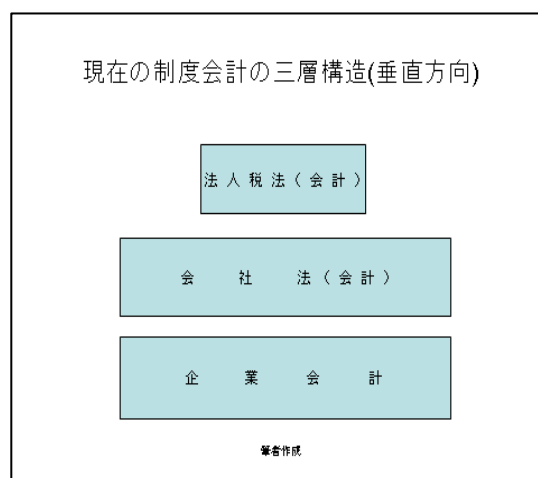 現在の制度会計の三層構造(垂直方向)
法人税法(会計)
会社法(会計)
企業会計
筆者作成